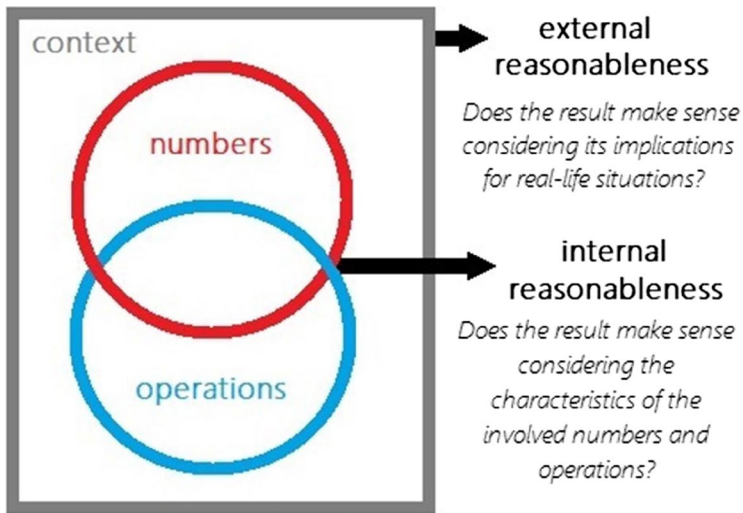 context
numbers
operations
external
reasonableness
Does the result make sense
considering its implications
for real-life situations?
internal
reasonableness
Does the result make sense
considering the
characteristics of the
involved numbers and
operations?